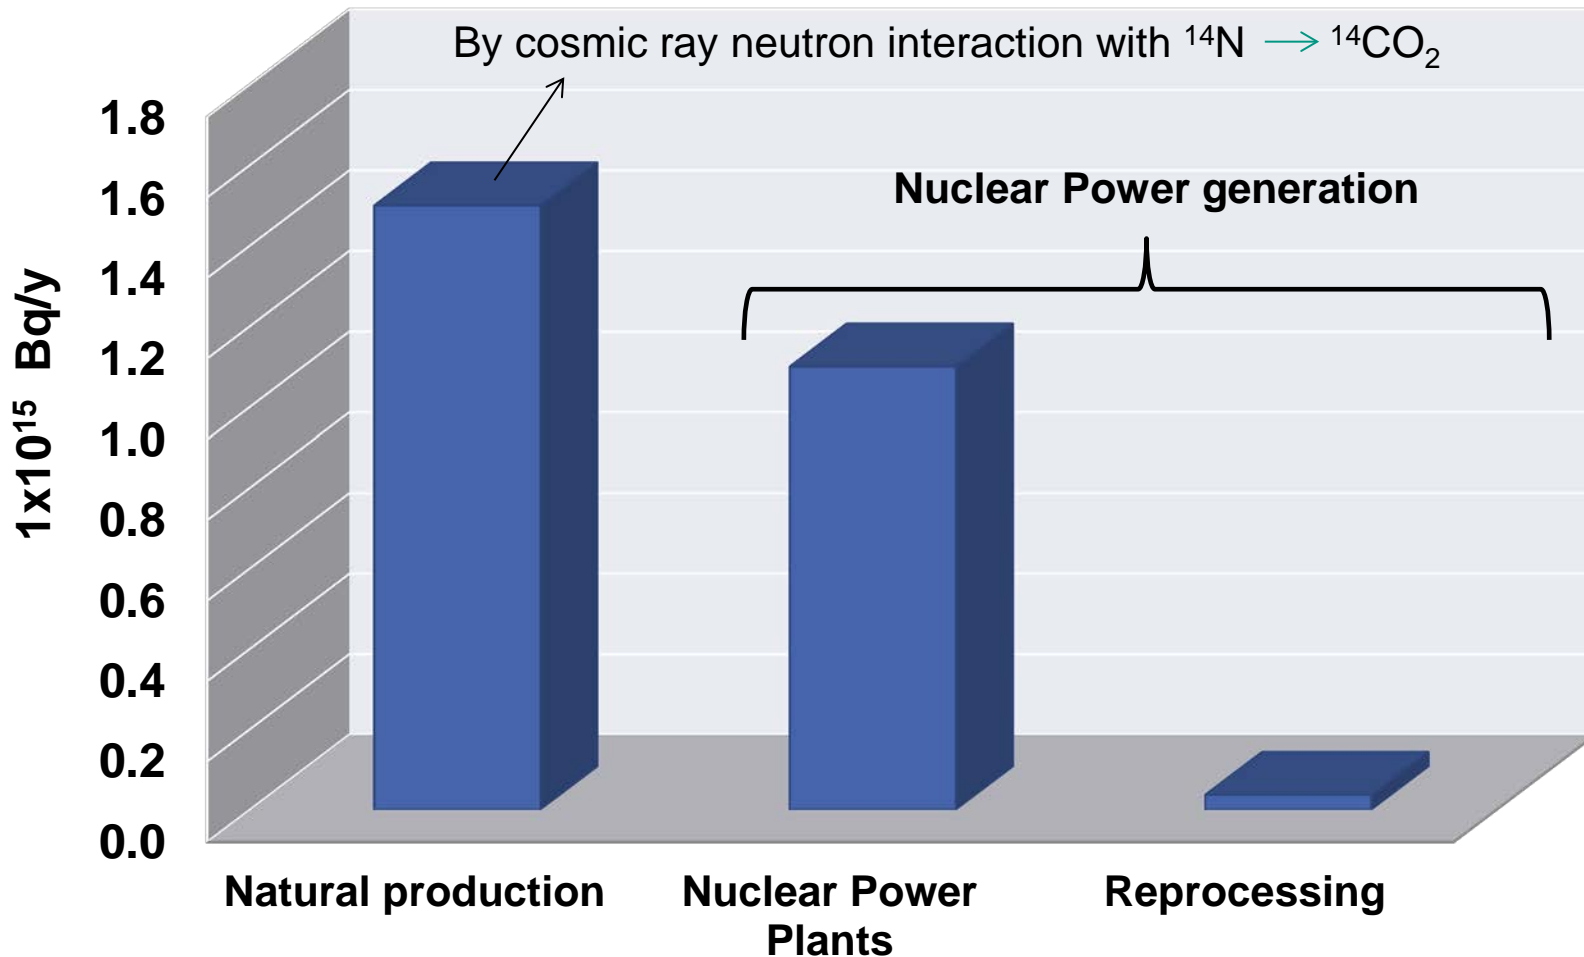 By cosmic ray neutron interaction with ¹⁴N → ¹⁴CO₂
Nuclear Power generation
1x10¹⁵ Bq/y
1.8
1.6
1.4
1.2
1.0
0.8
0.6
0.4
0.2
0.0
Natural production
Nuclear Power
Plants
Reprocessing